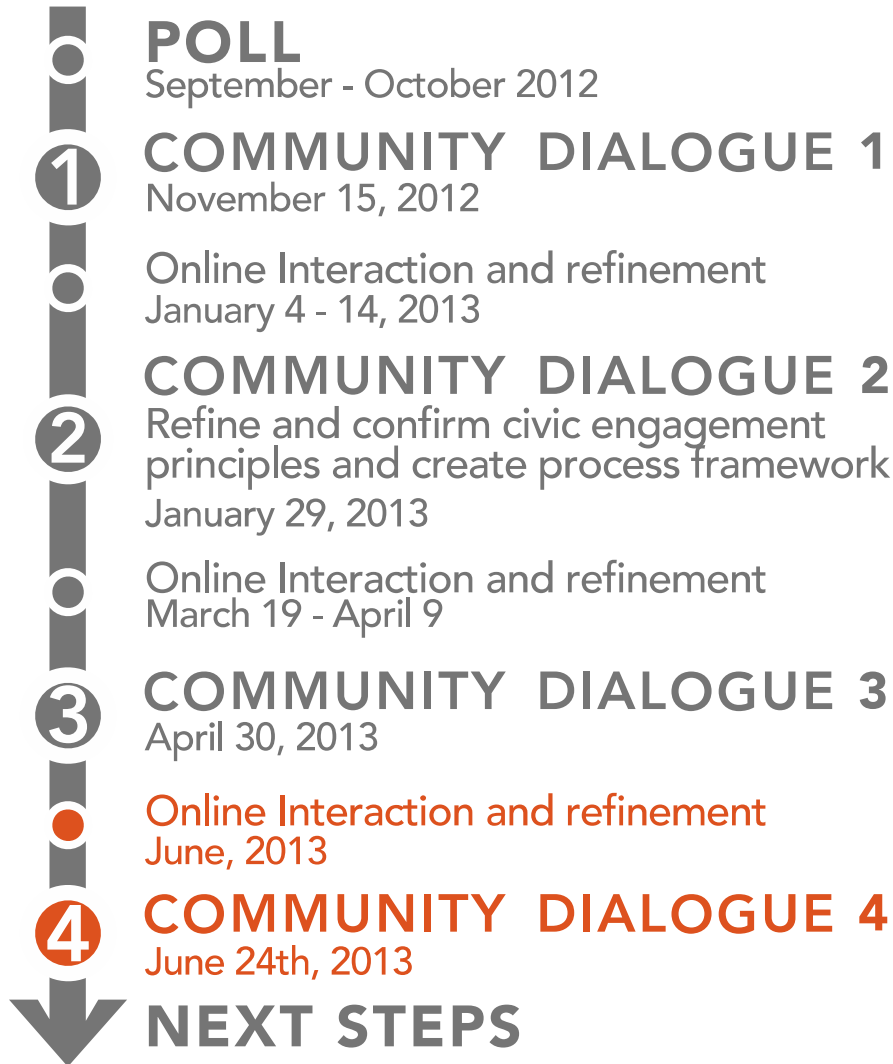 POLL
September - October 2012
1
COMMUNITY DIALOGUE 1
November 15, 2012
Online Interaction and refinement
January 4 - 14, 2013
COMMUNITY DIALOGUE 2
2
Refine and confirm civic engagement
principles and create process framework
January 29, 2013
Online Interaction and refinement
March 19 - April 9
3
COMMUNITY DIALOGUE 3
April 30, 2013
Online Interaction and refinement
June, 2013
4
COMMUNITY DIALOGUE 4
June 24th, 2013
NEXT STEPS